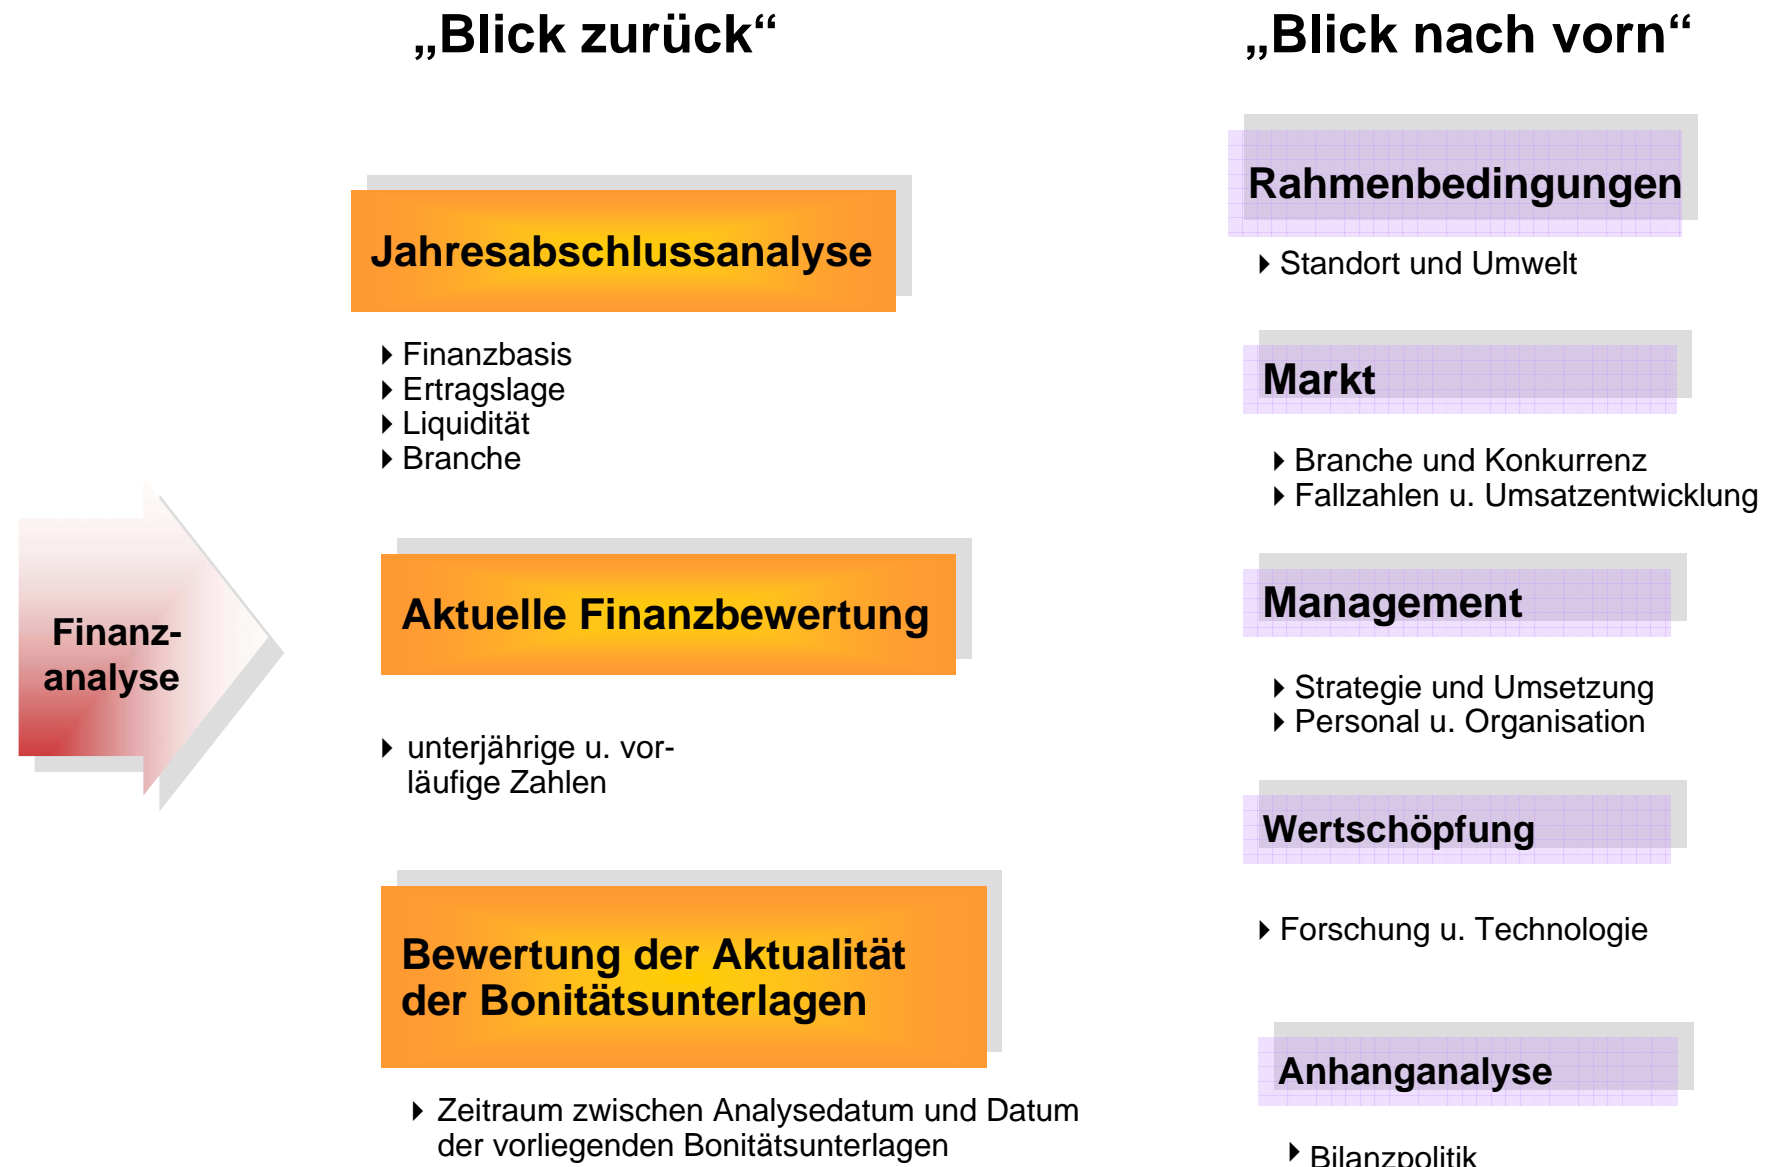 „Blick zurück“
„Blick nach vorn“
Finanz-
analyse
Jahresabschlussanalyse
Finanzbasis
Ertragslage
Liquidität
Branche
Aktuelle Finanzbewertung
unterjährige u. vor-
läufige Zahlen
Bewertung der Aktualität
der Bonitätsunterlagen
Zeitraum zwischen Analysedatum und Datum
der vorliegenden Bonitätsunterlagen
Rahmenbedingungen
Standort und Umwelt
Markt
Branche und Konkurrenz
Fallzahlen u. Umsatzentwicklung
Management
Strategie und Umsetzung
Personal u. Organisation
Wertschöpfung
Forschung u. Technologie
Anhanganalyse
Bilanzpolitik